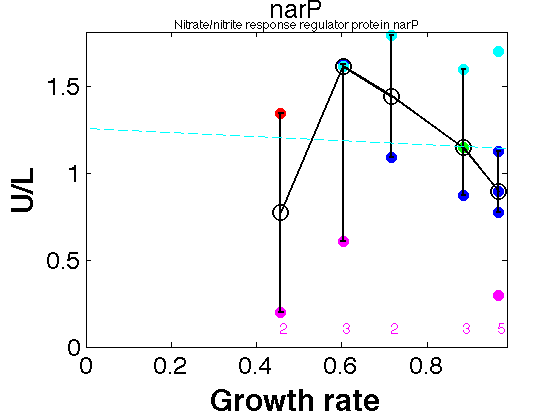 narP
Nitrate/nitrite response regulator protein narP
1.5
1
0.5
0
U/L
2 3 2 3 5
0 0.2 0.4 0.6 0.8
Growth rate